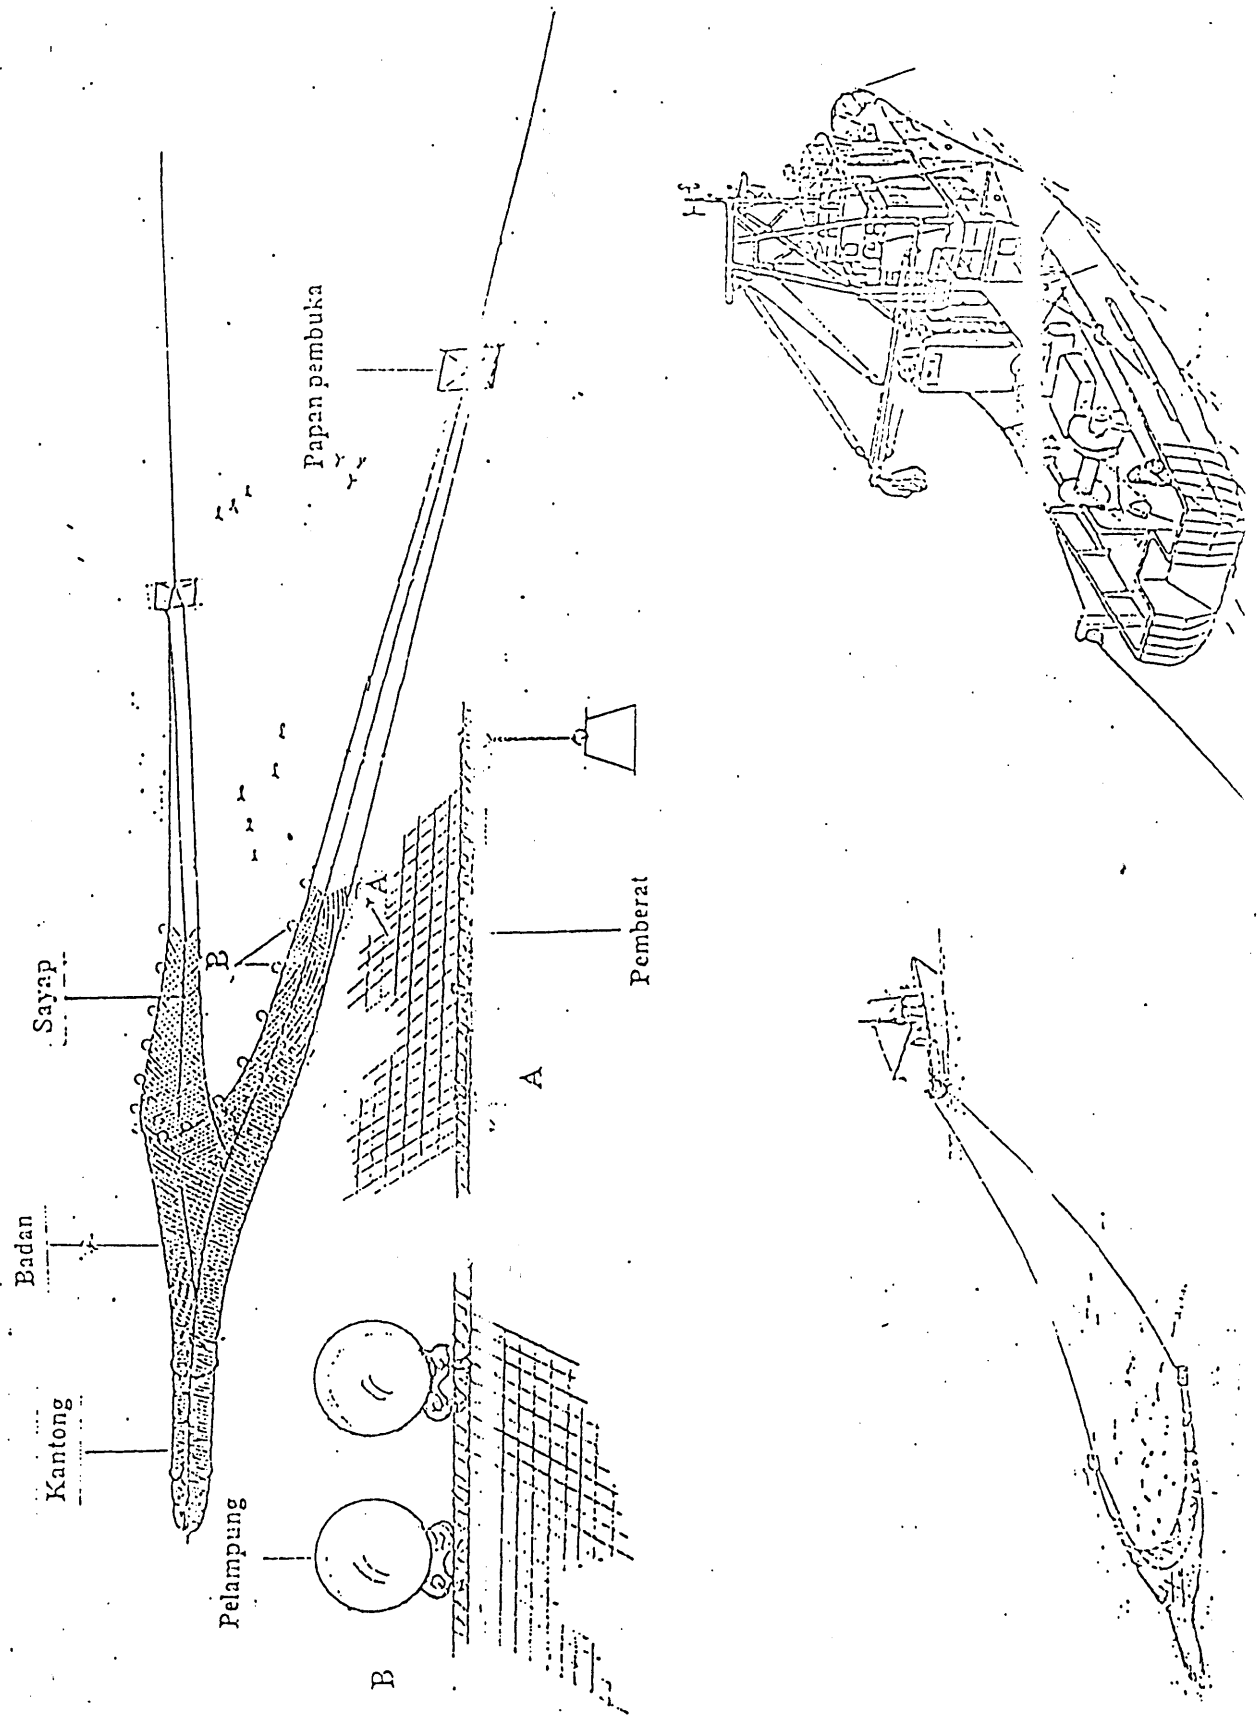 Kantong
Badan
Sayap
Papan pembuka
B
A
Pelampung
Pemberat
B
A